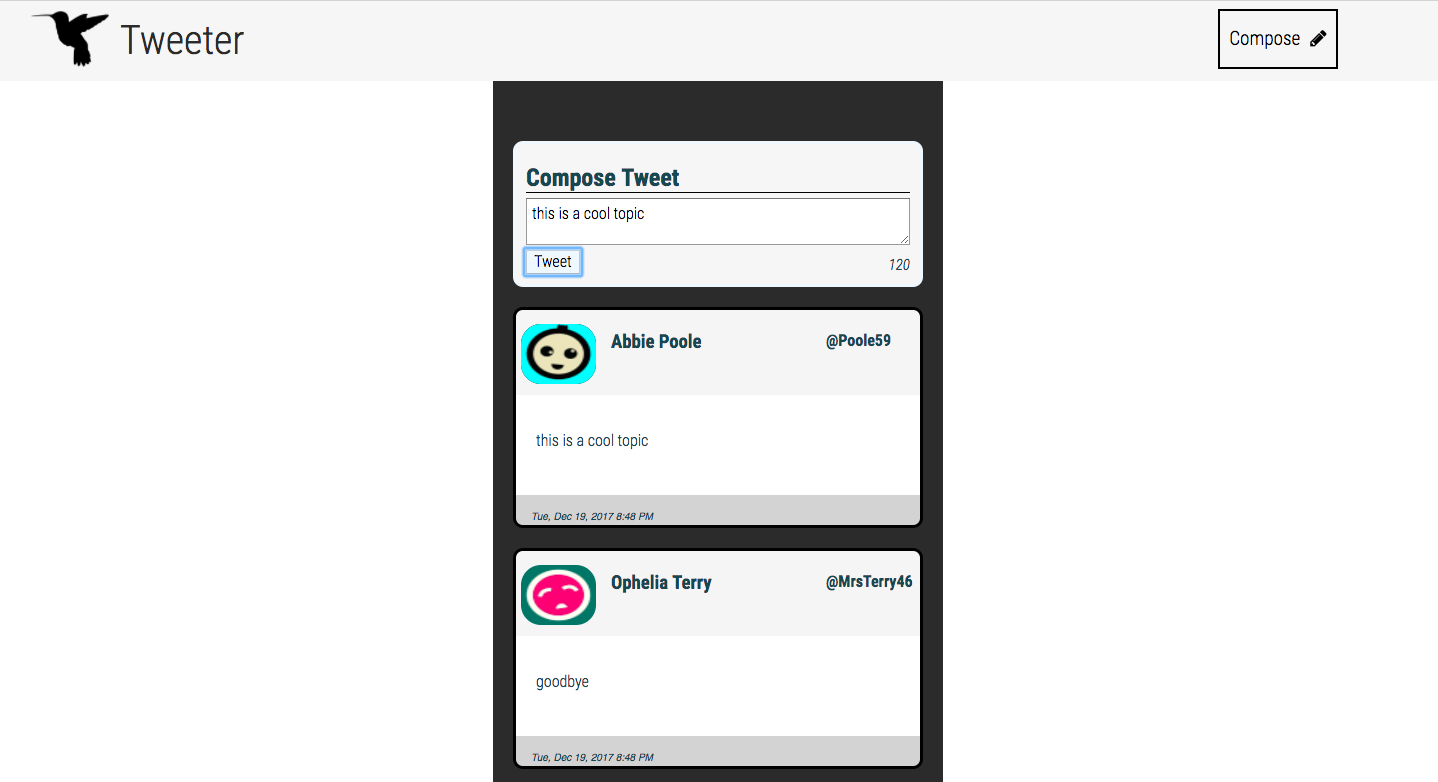 Tweeter
Compose
Compose Tweet
this is a cool topic
Tweet
120
Abbie Poole
@Poole59
this is a cool topic
Tue, Dec 19, 2017 8:48 PM
Ophelia Terry
@MrsTerry46
goodbye
Tue, Dec 19, 2017 8:48 PM